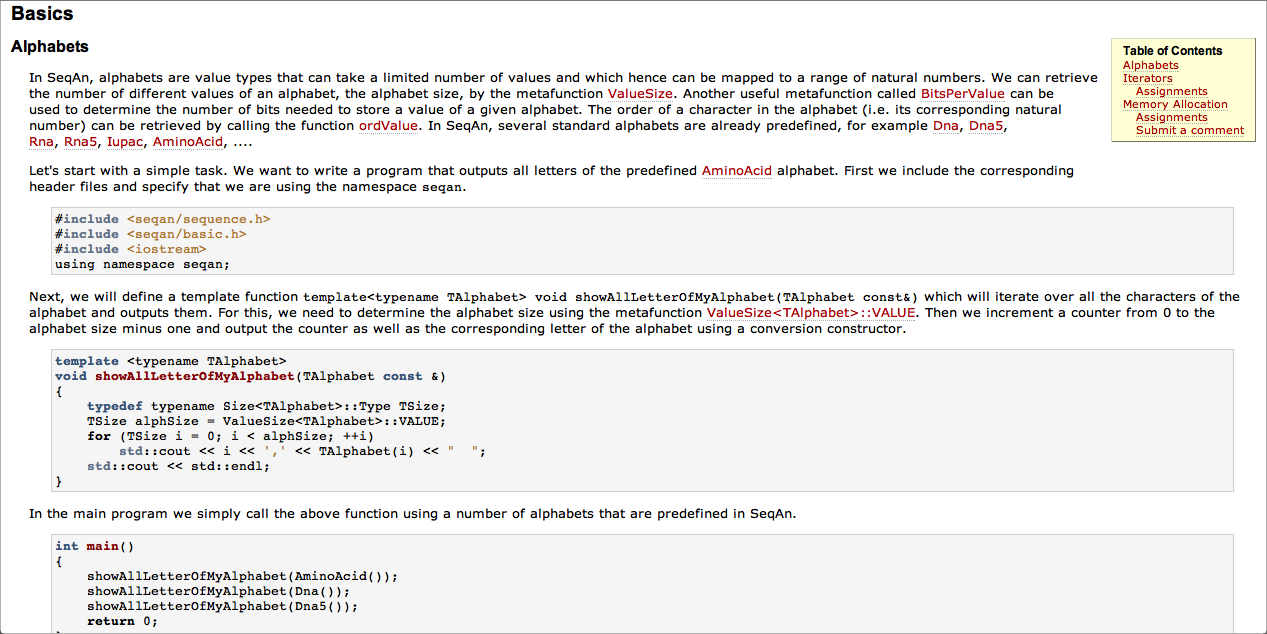 Basics
Alphabets
In SeqAn, alphabets are value types that can take a limited number of values and which hence can be mapped to a range of natural numbers. We can retrieve
the number of different values of an alphabet, the alphabet size, by the metafunction ValueSize. Another useful metafunction called BitsPerValue can be
used to determine the number of bits needed to store a value of a given alphabet. The order of a character in the alphabet (i.e. its corresponding natural
number) can be retrieved by calling the function ordValue. In SeqAn, several standard alphabets are already predefined, for example Dna, Dna5,
Rna, Rna5, Iupac, AminoAcid, ....
Table of Contents
Alphabets
Iterators
Assignments
Memory Allocation
Assignments
Submit a comment
Let's start with a simple task. We want to write a program that outputs all letters of the predefined AminoAcid alphabet. First we include the corresponding
header files and specify that we are using the namespace seqan.
#include <seqan/sequence.h>
#include <seqan/basic.h>
#include <iostream>
using namespace seqan;
Next, we will define a template function template<typename TAlphabet> void showAllLetterOfMyAlphabet(TAlphabet const&) which will iterate over all the characters of the
alphabet and outputs them. For this, we need to determine the alphabet size using the metafunction ValueSize<TAlphabet>::VALUE. Then we increment a counter from 0 to the
alphabet size minus one and output the counter as well as the corresponding letter of the alphabet using a conversion constructor.
template <typename TAlphabet>
void showAllLetterOfMyAlphabet(TAlphabet const &)
{
    typedef typename Size<TAlphabet>::Type TSize;
    TSize alphSize = ValueSize<TAlphabet>::VALUE;
    for (TSize i = 0; i < alphSize; ++i)
        std::cout << i << ',' << TAlphabet(i) << "  ";
    std::cout << std::endl;
}
In the main program we simply call the above function using a number of alphabets that are predefined in SeqAn.
int main()
{
    showAllLetterOfMyAlphabet(AminoAcid());
    showAllLetterOfMyAlphabet(Dna());
    showAllLetterOfMyAlphabet(Dna5());
    return 0;